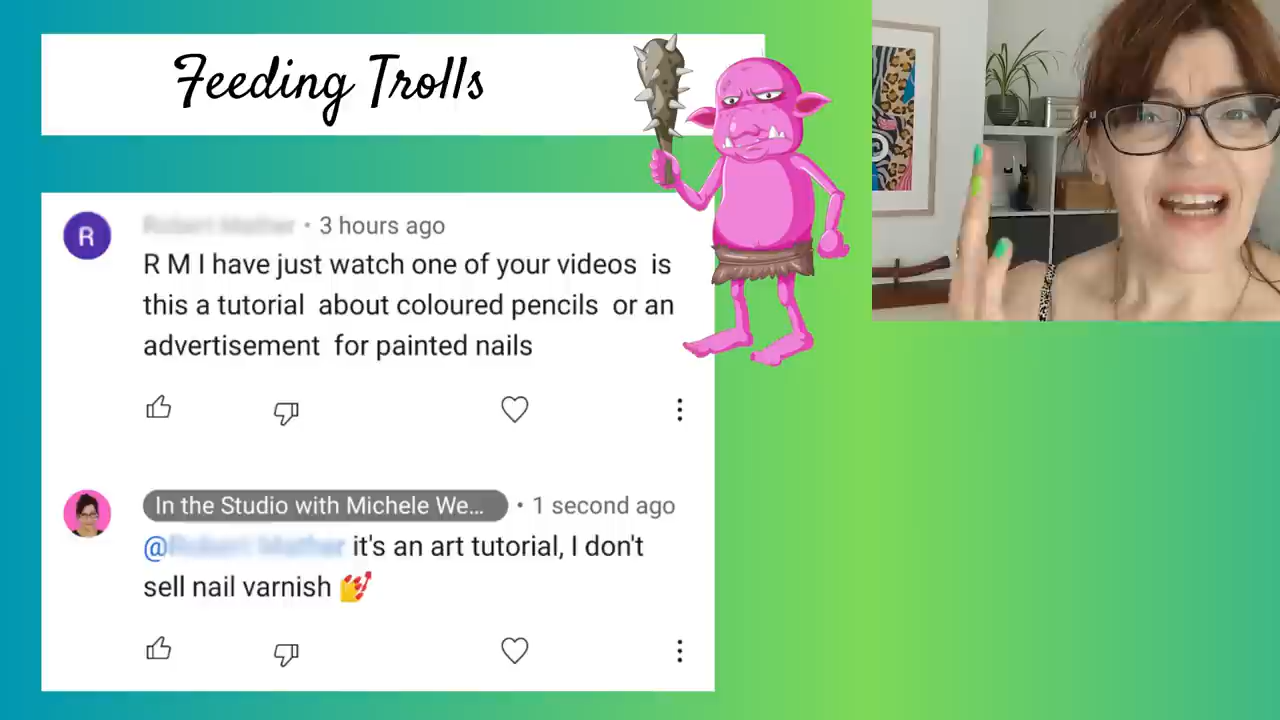 Feeding Trolls
R
• 3 hours ago
R M I have just watch one of your videos is
this a tutorial about coloured pencils or an
advertisement for painted nails
In the Studio with Michele We... • 1 second ago
@ it's an art tutorial, I don't
sell nail varnish 💅